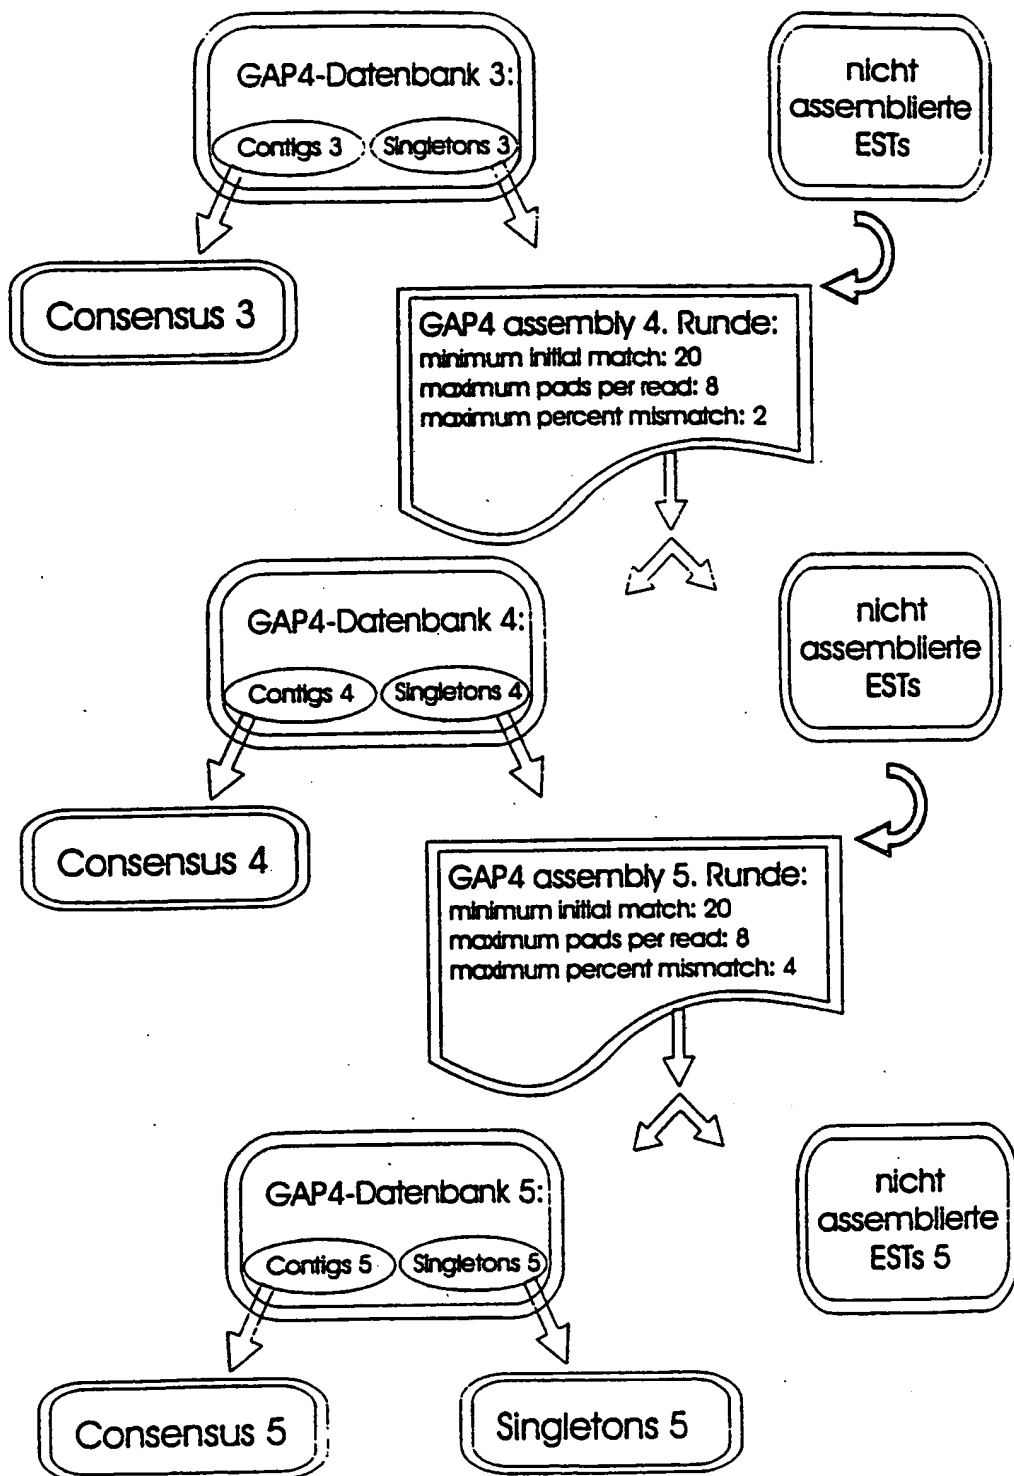 GAP4-Datenbank 3:
Contigs 3
Singletons 3
nicht
assemblierte
ESTs
Consensus 3
GAP4 assembly 4. Runde:
minimum initial match: 20
maximum pads per read: 8
maximum percent mismatch: 2
GAP4-Datenbank 4:
Contigs 4
Singletons 4
nicht
assemblierte
ESTs
Consensus 4
GAP4 assembly 5. Runde:
minimum initial match: 20
maximum pads per read: 8
maximum percent mismatch: 4
GAP4-Datenbank 5:
Contigs 5
Singletons 5
nicht
assemblierte
ESTs 5
Consensus 5
Singletons 5